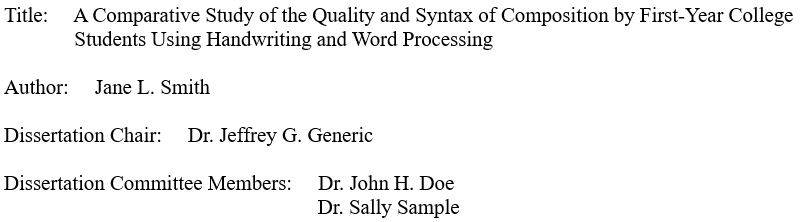 Title: A Comparative Study of the Quality and Syntax of Composition by First-Year College
Students Using Handwriting and Word Processing
Author: Jane L. Smith
Dissertation Chair: Dr. Jeffrey G. Generic
Dissertation Committee Members: Dr. John H. Doe
Dr. Sally Sample